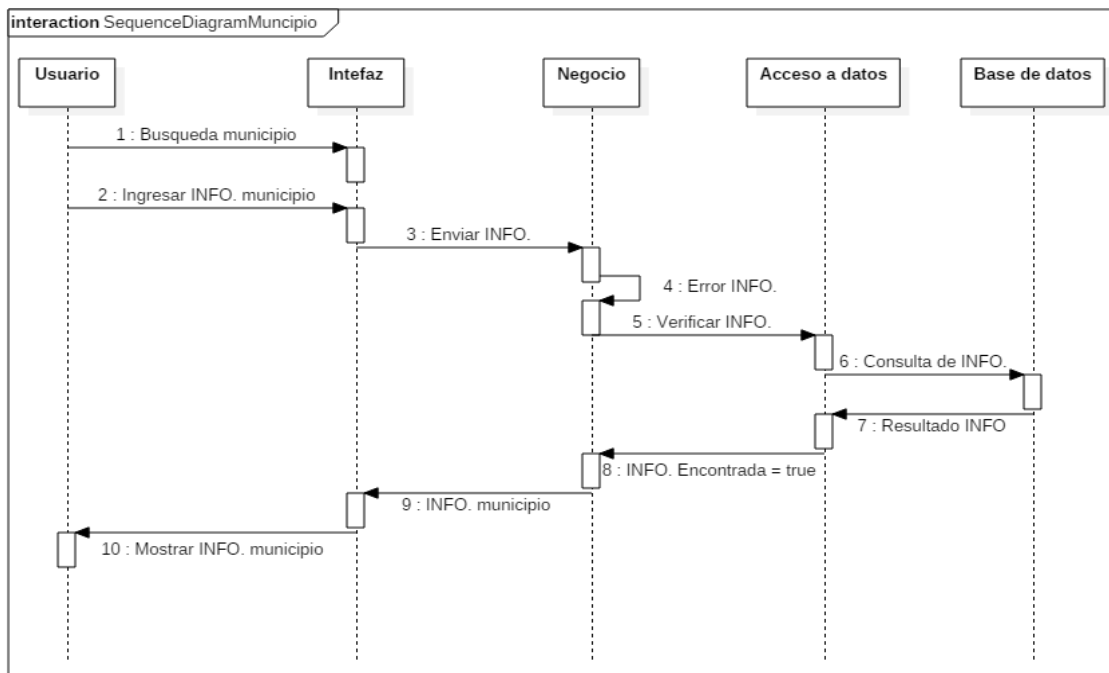 interaction SequenceDiagramMuncipio
Usuario
Intefaz
Negocio
Acceso a datos
Base de datos
1 : Busqueda municipio
2 : Ingresar INFO. municipio
3 : Enviar INFO.
4 : Error INFO.
5 : Verificar INFO.
6 : Consulta de INFO.
7 : Resultado INFO
8 : INFO. Encontrada = true
9 : INFO. municipio
10 : Mostrar INFO. municipio